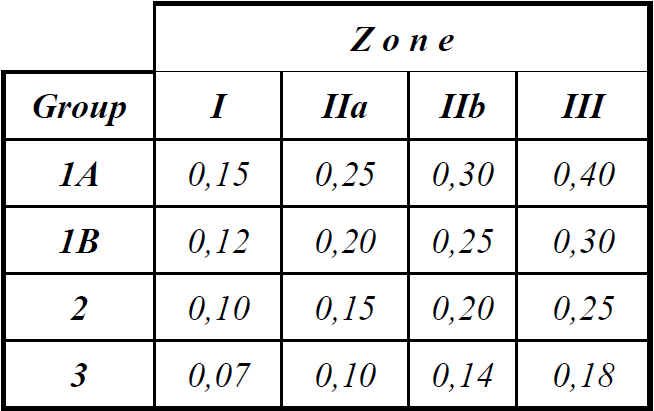 Z o n e
Group I IIa IIb III
1A 0,15 0,25 0,30 0,40
1B 0,12 0,20 0,25 0,30
2 0,10 0,15 0,20 0,25
3 0,07 0,10 0,14 0,18